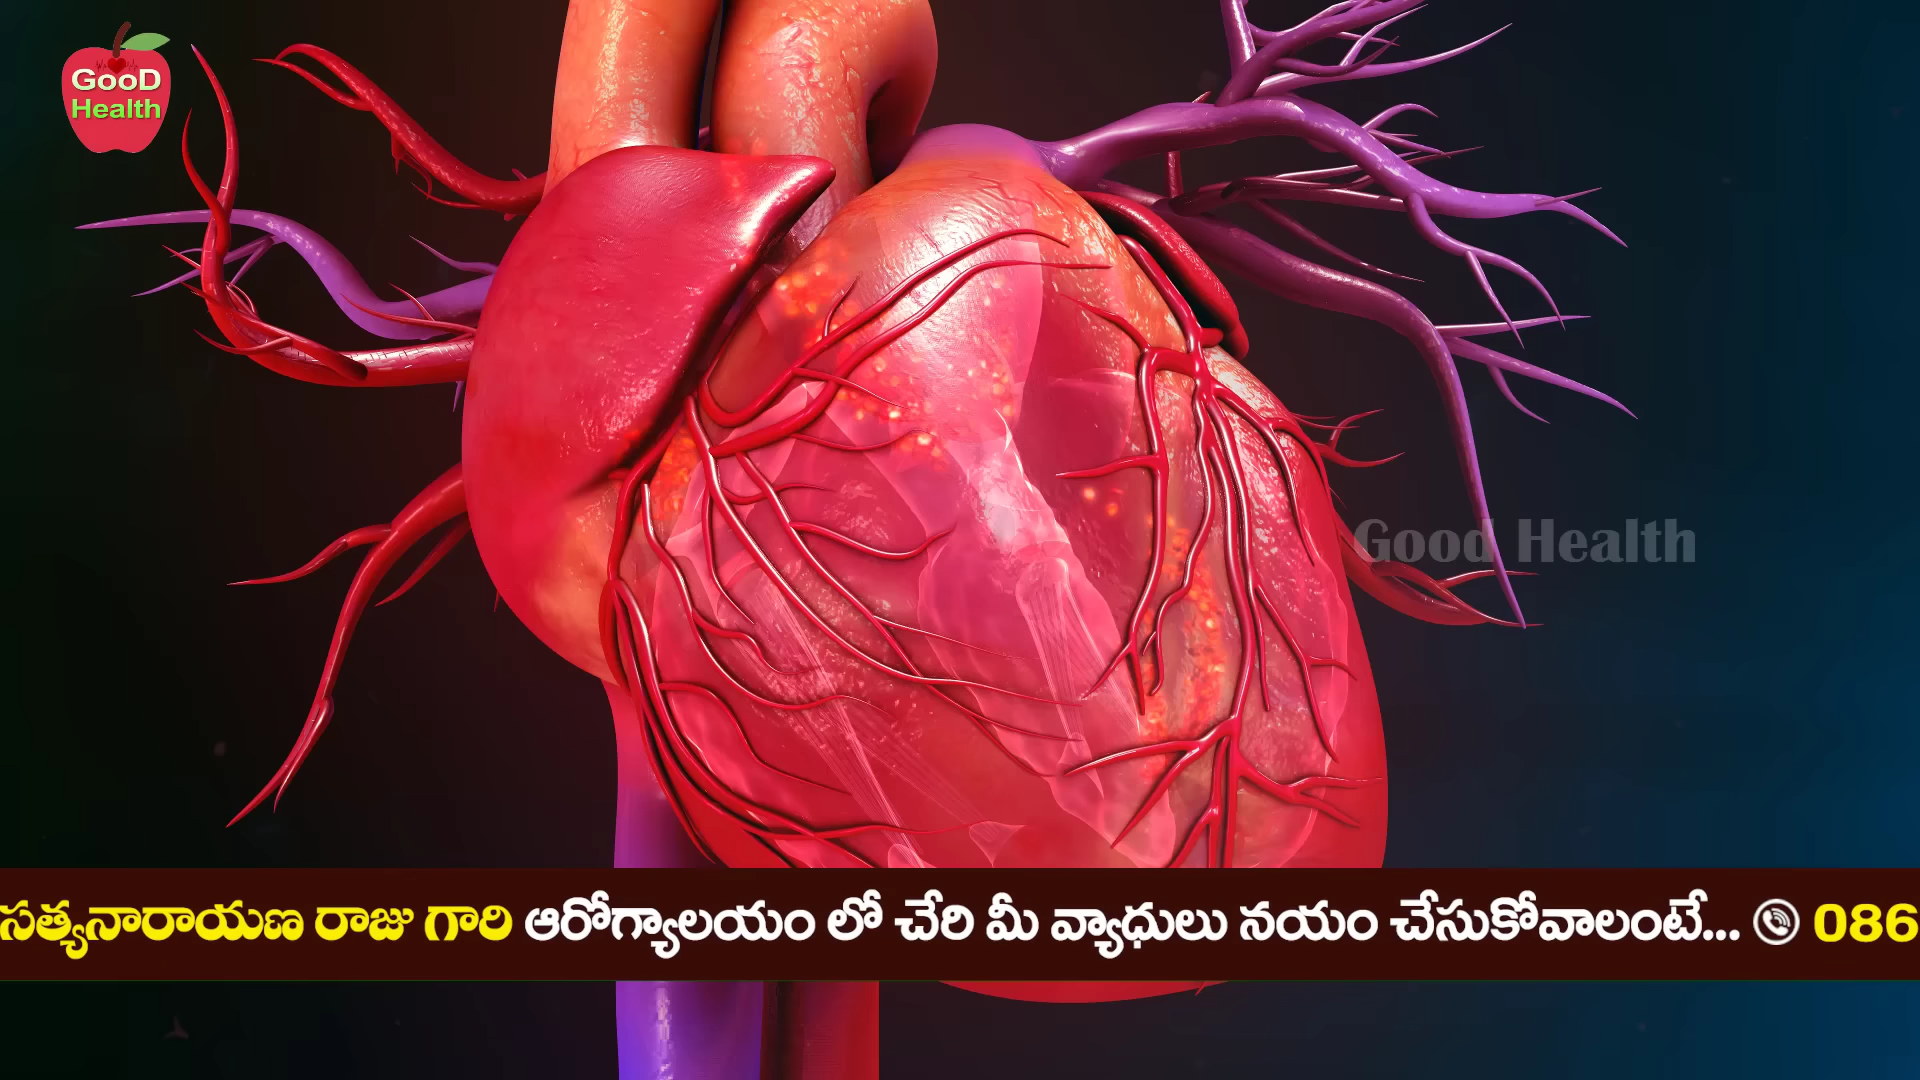 GooD
Health
Good Health
సత్యనారాయణ రాజు గారి ఆరోగ్యాలయం లో చేరి మీ వ్యాధులు నయం చేసుకోవాలంటే... 086